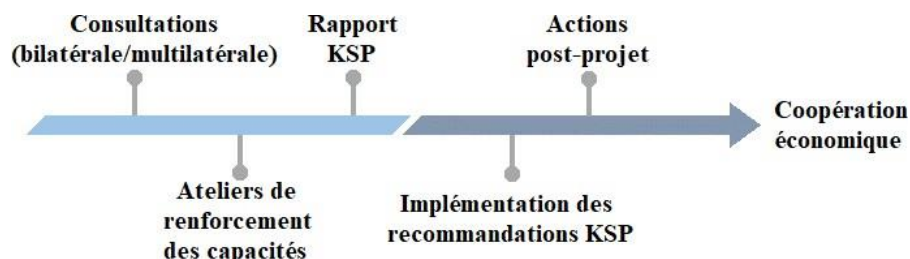 Consultations
(bilatérale/multilatérale)
Rapport
KSP
Actions
post-projet
Coopération
économique
Ateliers de
renforcement
des capacités
Implémentation des
recommandations KSP